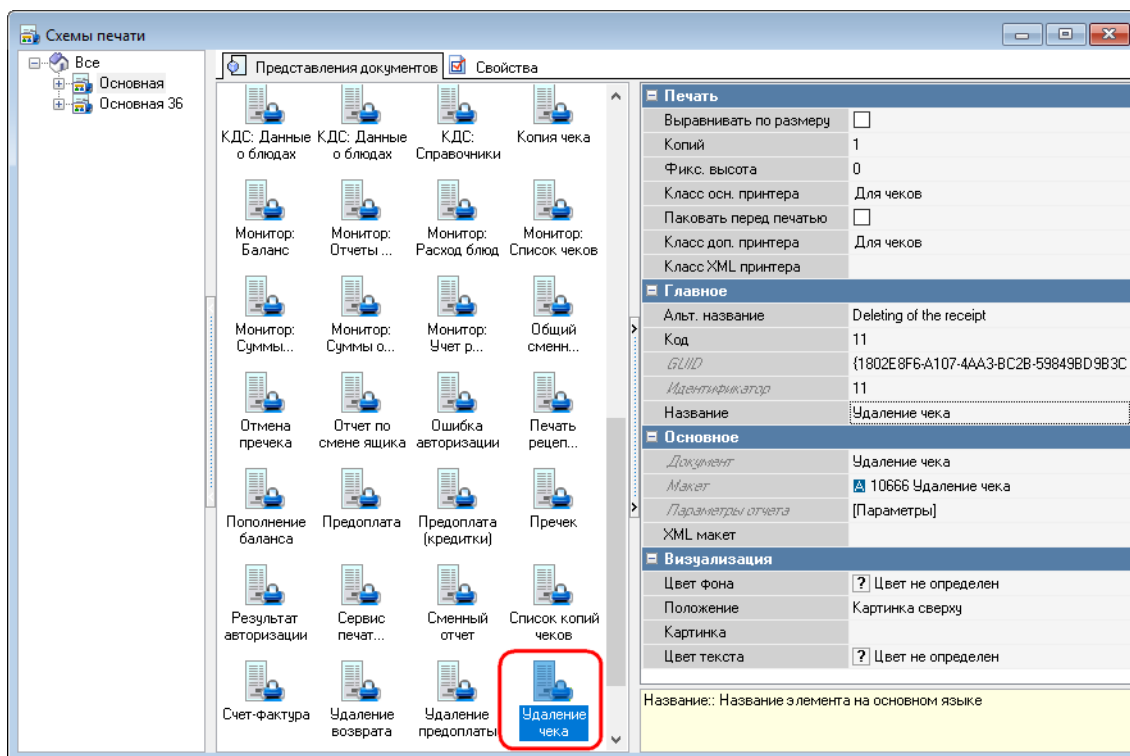 Схемы печати
Все
Основная
Основная 36
Представления документов
Свойства
КДС: Данные о блюдах
КДС: Данные о блюдах
КДС: Справочники
Копия чека
Монитор: Баланс
Монитор: Отчеты ...
Монитор: Расход блюд
Монитор: Список чеков
Монитор: Суммы...
Монитор: Суммы о...
Монитор: Учет р...
Общий сменн...
Отмена пречека
Отчет по смене ящика
Ошибка авторизации
Печать рецеп...
Пополнение баланса
Предоплата
Предоплата (кредитки)
Пречек
Результат авторизации
Сервис печат...
Сменный отчет
Список копий чеков
Счет-фактура
Удаление возврата
Удаление предоплаты
Удаление чека
Печать
Выравнивать по размеру
Копий 1
Фикс. высота 0
Класс осн. принтера Для чеков
Паковать перед печатью
Класс доп. принтера Для чеков
Класс XML принтера
Главное
Альт. название Deleting of the receipt
Код 11
GUID {1802E8F6-A107-4AA3-BC2B-59849BD9B3C
Идентификатор 11
Название Удаление чека
Основное
Документ Удаление чека
Макет A 10666 Удаление чека
Параметры отчета [Параметры]
XML макет
Визуализация
Цвет фона ? Цвет не определен
Положение Картинка сверху
Картинка
Цвет текста ? Цвет не определен
Название:: Название элемента на основном языке